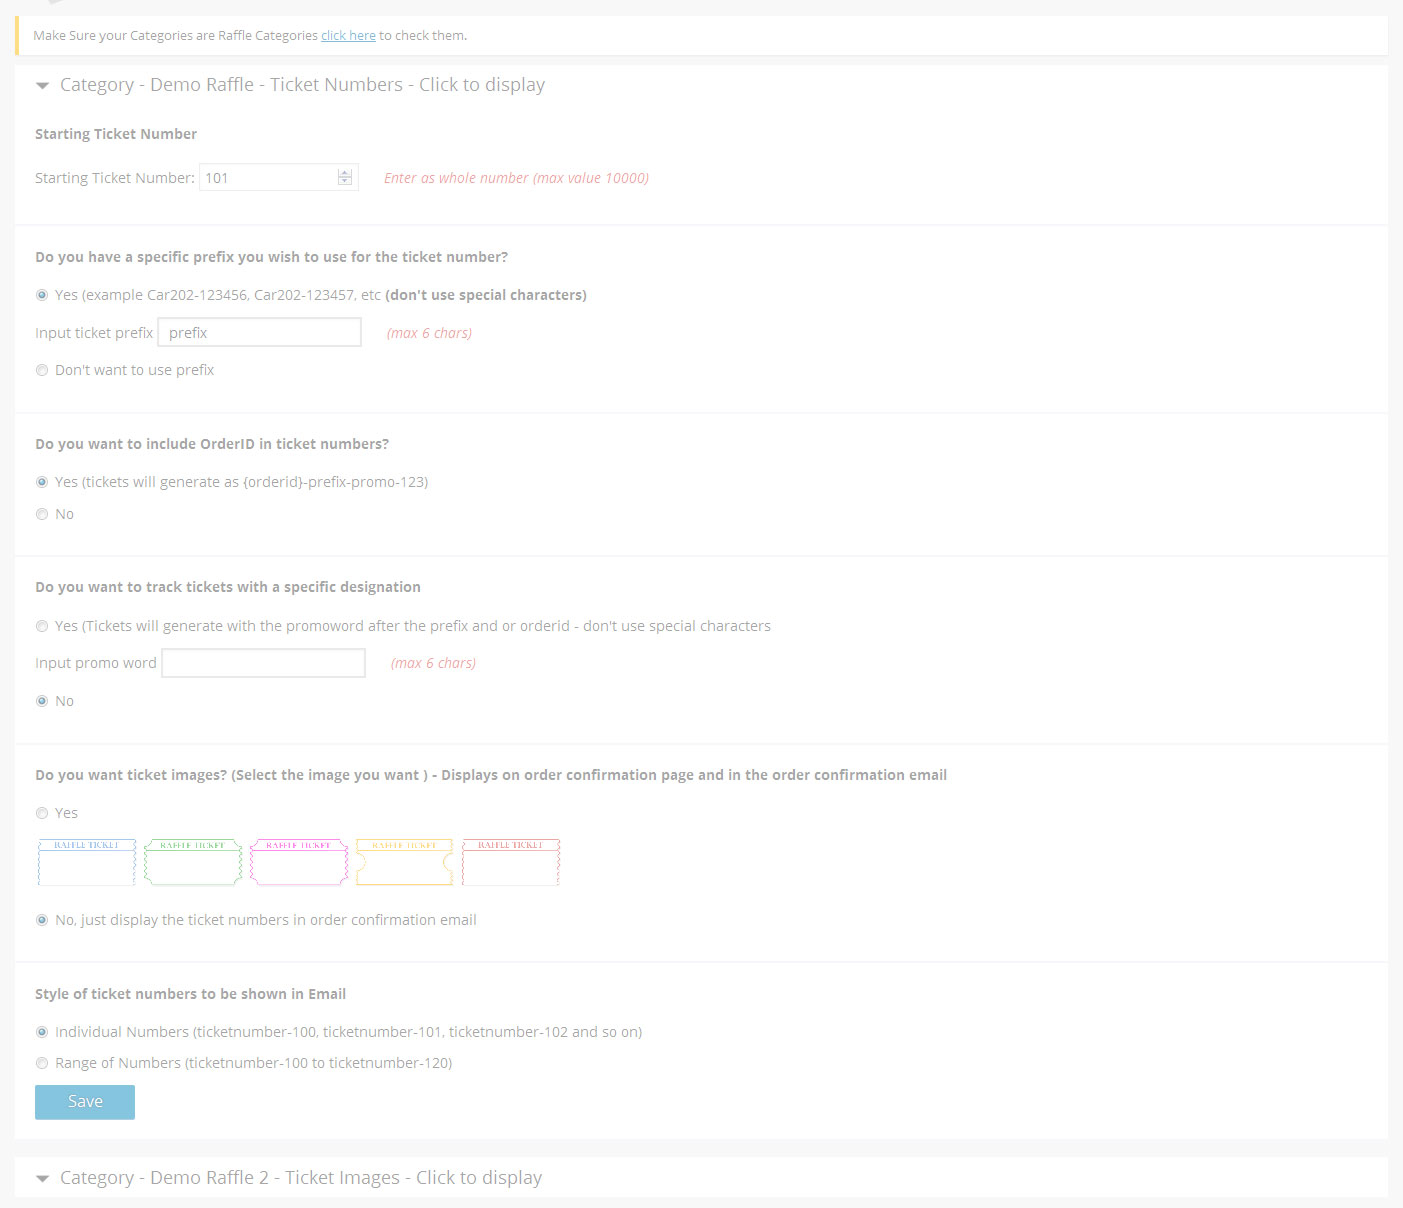 Make Sure your Categories are Raffle Categories click here to check them.
Category - Demo Raffle - Ticket Numbers - Click to display
Starting Ticket Number
Starting Ticket Number: 101 Enter as whole number (max value 10000)
Do you have a specific prefix you wish to use for the ticket number?
Yes (example Car202-123456, Car202-123457, etc (don't use special characters)
Input ticket prefix prefix (max 6 chars)
Don't want to use prefix
Do you want to include OrderID in ticket numbers?
Yes (tickets will generate as {orderid}-prefix-promo-123)
No
Do you want to track tickets with a specific designation
Yes (Tickets will generate with the promoword after the prefix and or orderid - don't use special characters
Input promo word (max 6 chars)
No
Do you want ticket images? (Select the image you want ) - Displays on order confirmation page and in the order confirmation email
Yes
RAFFLE TICKET RAFFLE TICKET RAFFLE TICKET RAFFLE TICKET RAFFLE TICKET
No, just display the ticket numbers in order confirmation email
Style of ticket numbers to be shown in Email
Individual Numbers (ticketnumber-100, ticketnumber-101, ticketnumber-102 and so on)
Range of Numbers (ticketnumber-100 to ticketnumber-120)
Save
Category - Demo Raffle 2 - Ticket Images - Click to display